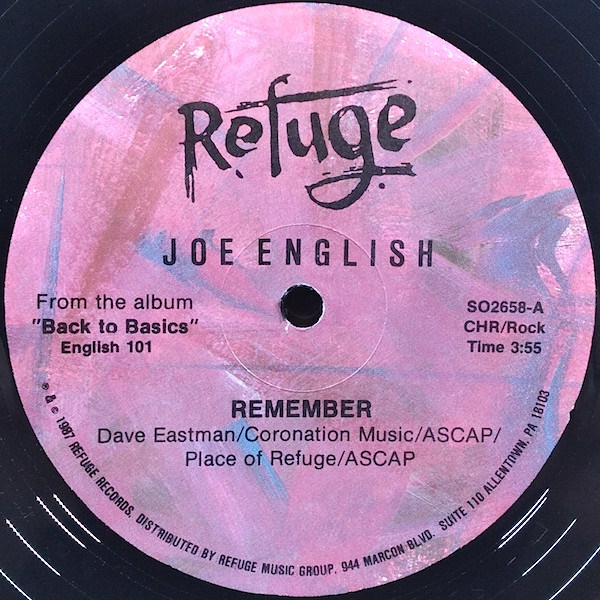 Refuge
JOE ENGLISH
From the album
"Back to Basics"
English 101
SO2658-A
CHR/Rock
Time 3:55
REMEMBER
Dave Eastman/Coronation Music/ASCAP/
Place of Refuge/ASCAP
℗ & © 1987 REFUGE RECORDS, DISTRIBUTED BY REFUGE MUSIC GROUP, 944 MARCON BLVD. SUITE 110 ALLENTOWN, PA 18103